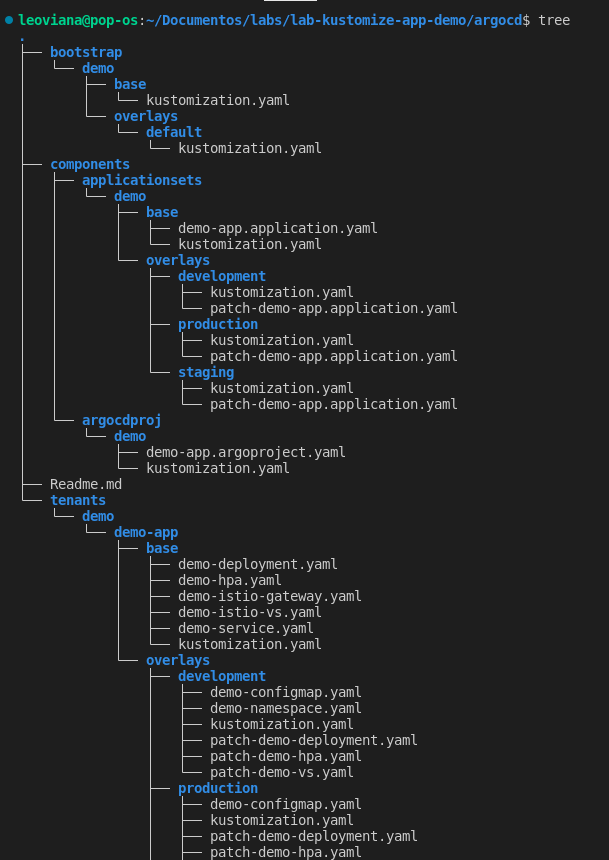 leoviana@pop-os:~/Documentos/labs/lab-kustomize-app-demo/argocd$ tree
.
├── bootstrap
│   └── demo
│       ├── base
│       │   └── kustomization.yaml
│       └── overlays
│           └── default
│               └── kustomization.yaml
├── components
│   ├── applicationsets
│   │   └── demo
│   │       ├── base
│   │       │   ├── demo-app.application.yaml
│   │       │   └── kustomization.yaml
│   │       └── overlays
│   │           ├── development
│   │           │   ├── kustomization.yaml
│   │           │   └── patch-demo-app.application.yaml
│   │           ├── production
│   │           │   ├── kustomization.yaml
│   │           │   └── patch-demo-app.application.yaml
│   │           └── staging
│   │               ├── kustomization.yaml
│   │               └── patch-demo-app.application.yaml
│   └── argocdproj
│       └── demo
│           ├── demo-app.argoproject.yaml
│           └── kustomization.yaml
├── Readme.md
└── tenants
    └── demo
        └── demo-app
            ├── base
            │   ├── demo-deployment.yaml
            │   ├── demo-hpa.yaml
            │   ├── demo-istio-gateway.yaml
            │   ├── demo-istio-vs.yaml
            │   ├── demo-service.yaml
            │   └── kustomization.yaml
            └── overlays
                ├── development
                │   ├── demo-configmap.yaml
                │   ├── demo-namespace.yaml
                │   ├── kustomization.yaml
                │   ├── patch-demo-deployment.yaml
                │   ├── patch-demo-hpa.yaml
                │   └── patch-demo-vs.yaml
                ├── production
                │   ├── demo-configmap.yaml
                │   ├── kustomization.yaml
                │   ├── patch-demo-deployment.yaml
                │   ├── patch-demo-hpa.yaml